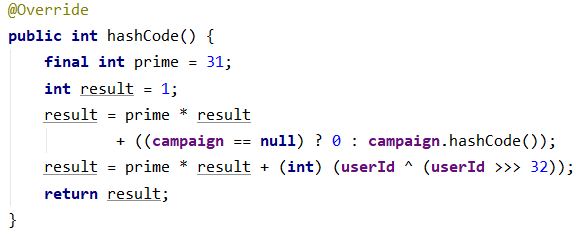 @Override
public int hashCode() {
    final int prime = 31;
    int result = 1;
    result = prime * result
            + ((campaign == null) ? 0 : campaign.hashCode());
    result = prime * result + (int) (userId ^ (userId >>> 32));
    return result;
}